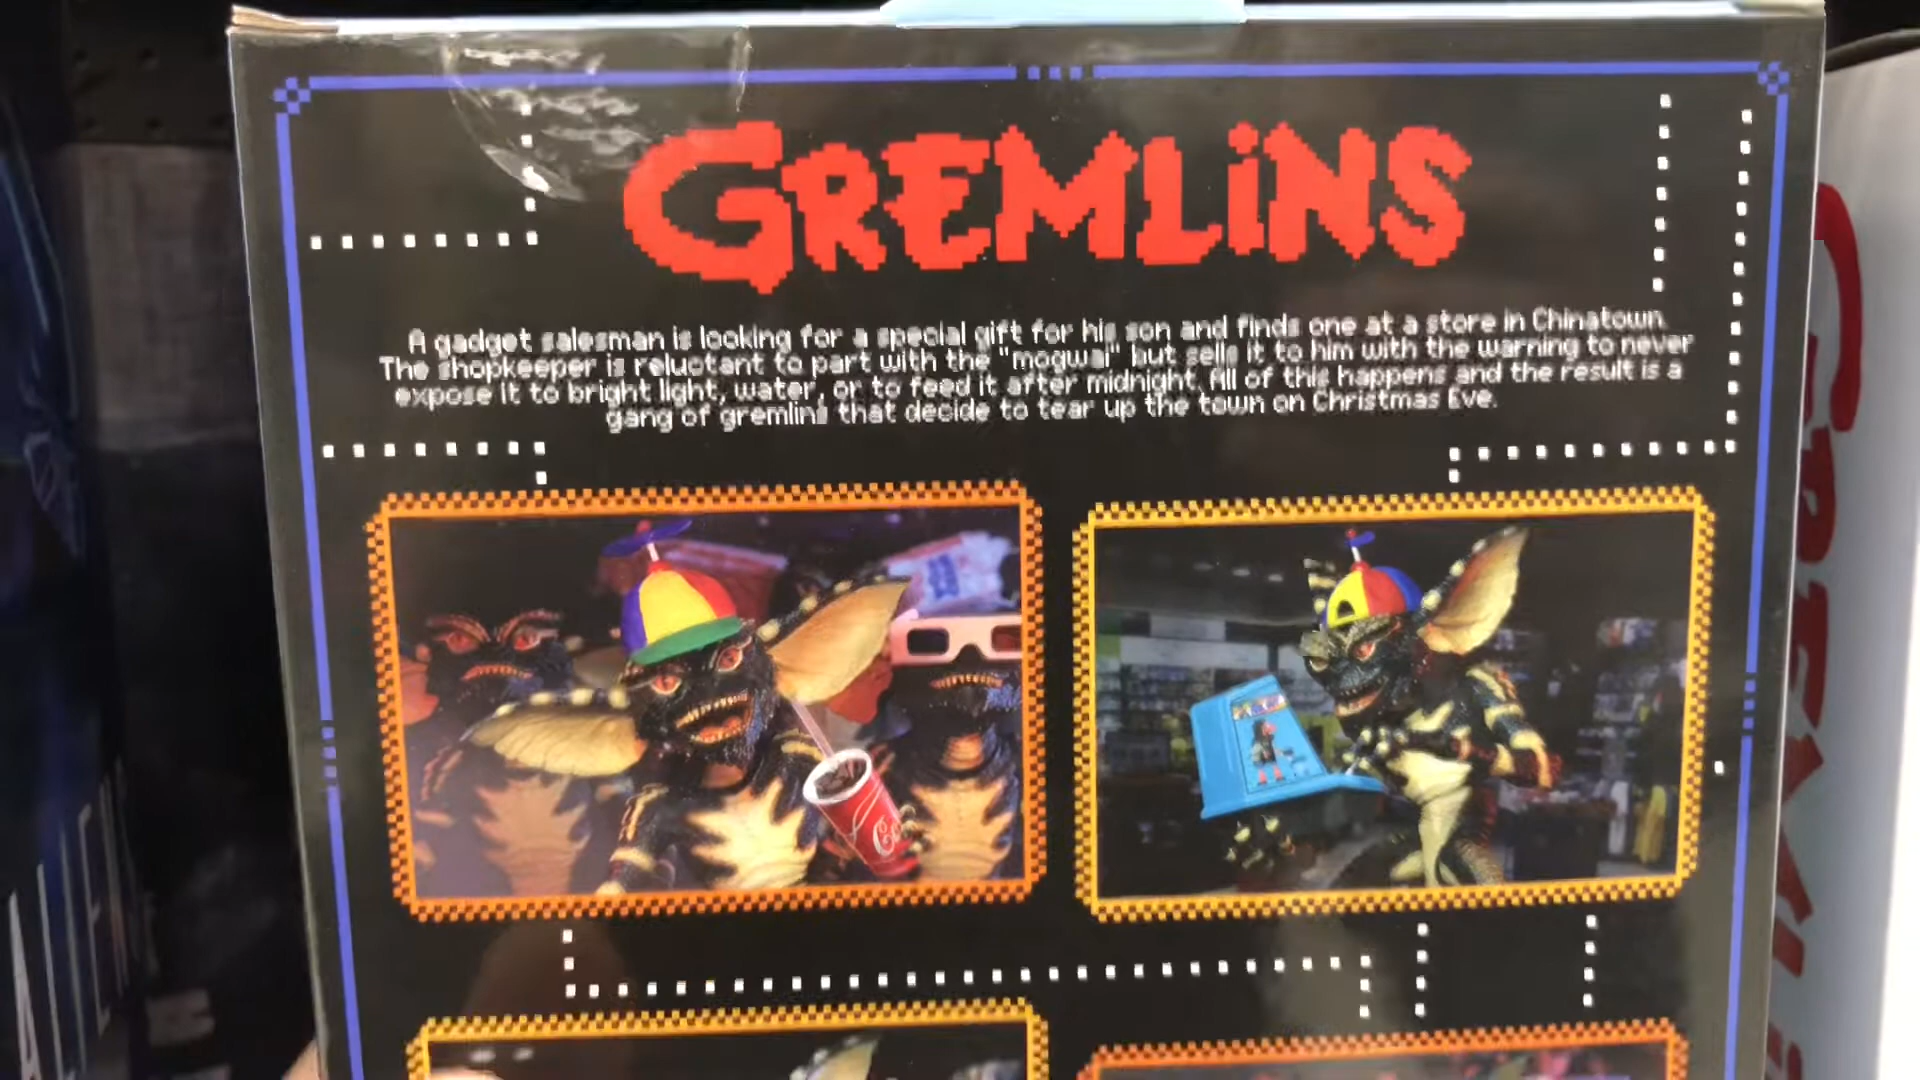 GREMLiNS
A gadget salesman is looking for a special gift for his son and finds one at a store in Chinatown.
The shopkeeper is reluctant to part with the "mogwai" but sells it to him with the warning to never
expose it to bright light, water, or to feed it after midnight. All of this happens and the result is a
gang of gremlins that decide to tear up the town on Christmas Eve.